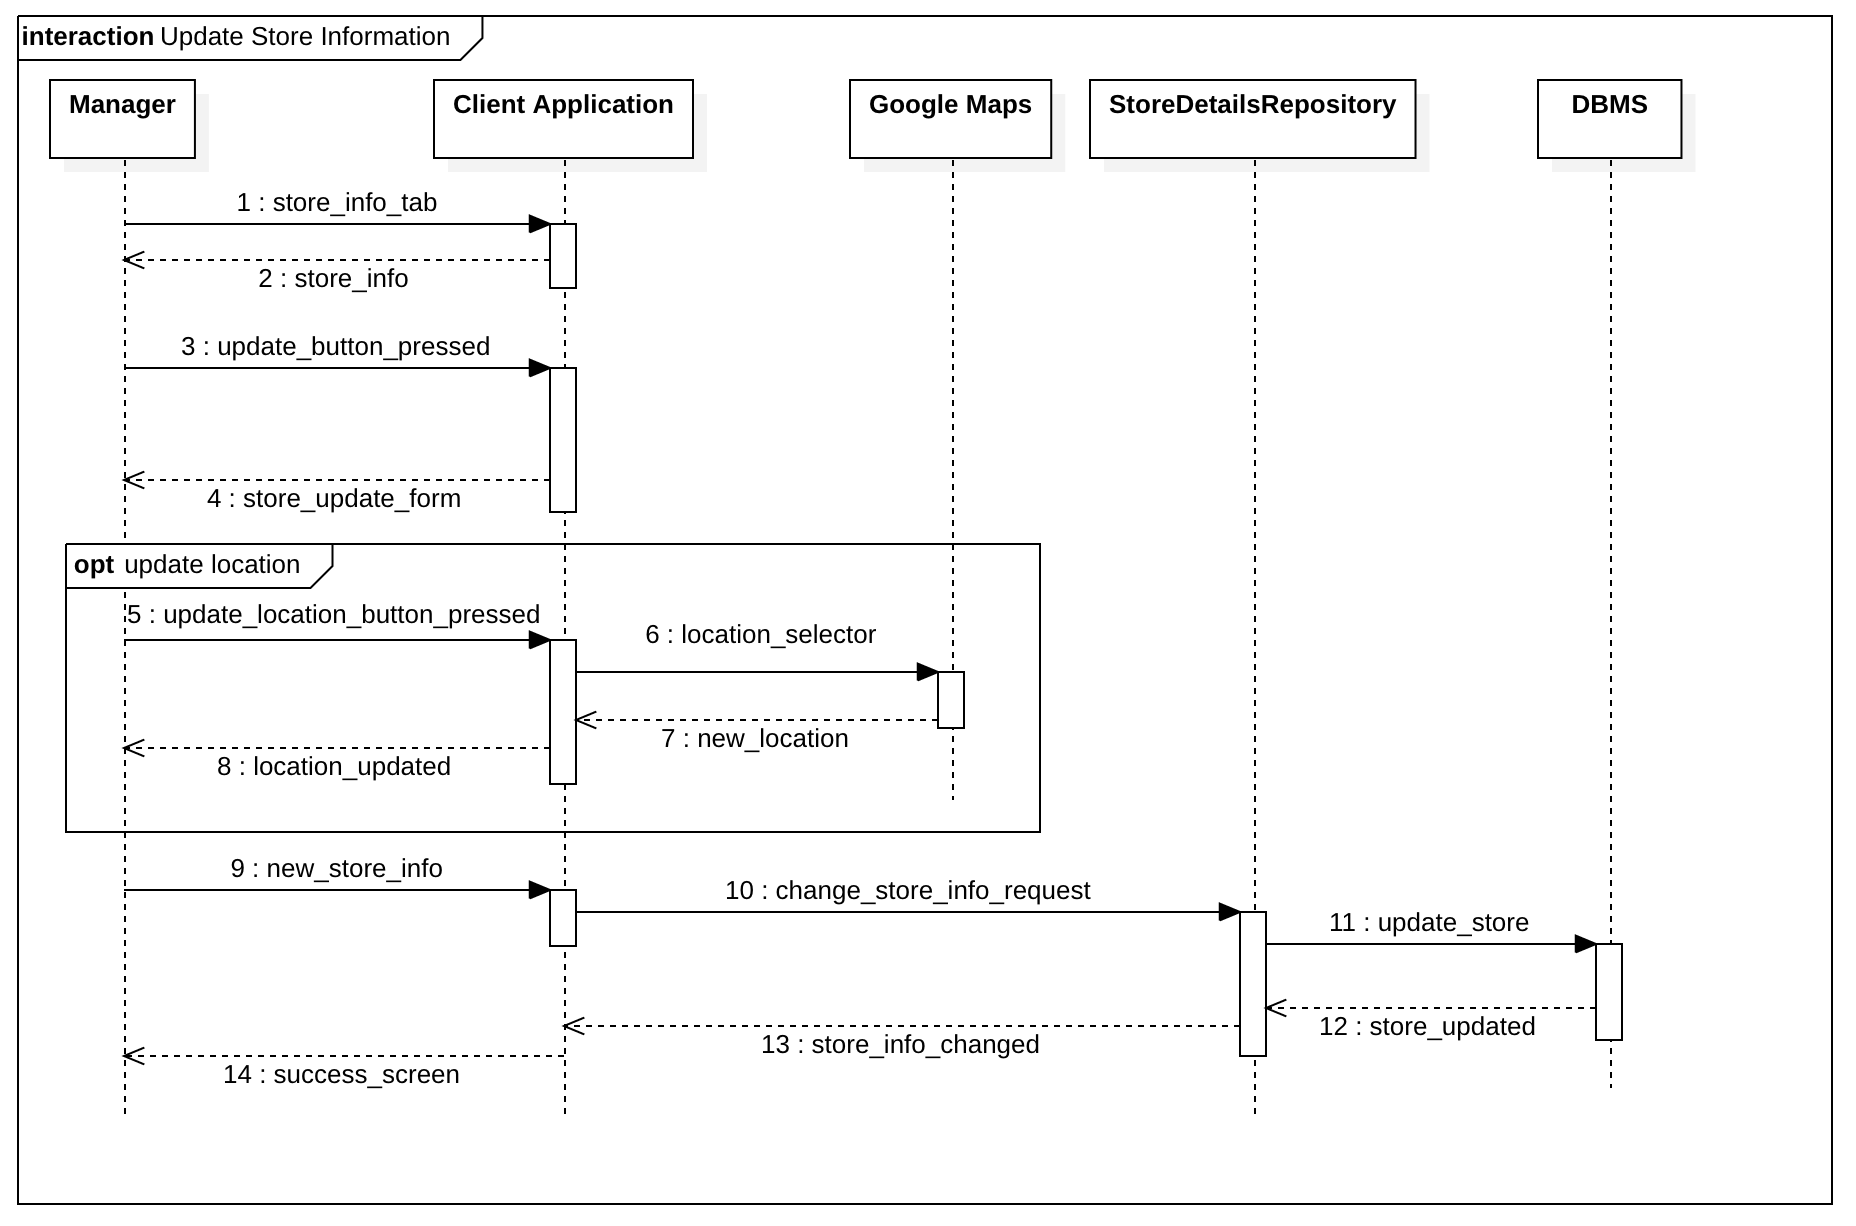 interaction Update Store Information
Manager
Client Application
Google Maps
StoreDetailsRepository
DBMS
1 : store_info_tab
2 : store_info
3 : update_button_pressed
4 : store_update_form
opt update location
5 : update_location_button_pressed
6 : location_selector
7 : new_location
8 : location_updated
9 : new_store_info
10 : change_store_info_request
11 : update_store
12 : store_updated
13 : store_info_changed
14 : success_screen